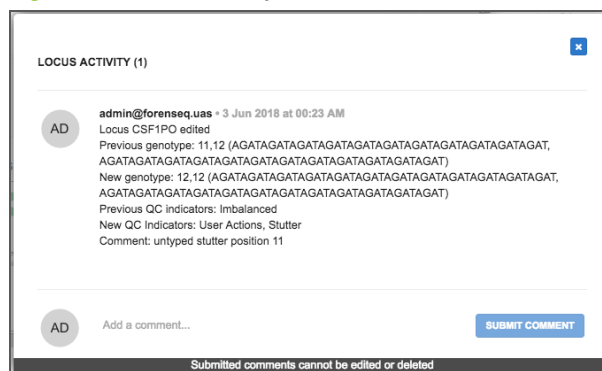 LOCUS ACTIVITY (1)
×
AD
admin@forenseq.uas • 3 Jun 2018 at 00:23 AM
Locus CSF1PO edited
Previous genotype: 11,12 (AGATAGATAGATAGATAGATAGATAGATAGATAGATAGATAGAT,
AGATAGATAGATAGATAGATAGATAGATAGATAGATAGATAGATAGAT)
New genotype: 12,12 (AGATAGATAGATAGATAGATAGATAGATAGATAGATAGATAGATAGAT,
AGATAGATAGATAGATAGATAGATAGATAGATAGATAGATAGATAGAT)
Previous QC indicators: Imbalanced
New QC Indicators: User Actions, Stutter
Comment: untyped stutter position 11
AD
Add a comment...
SUBMIT COMMENT
Submitted comments cannot be edited or deleted